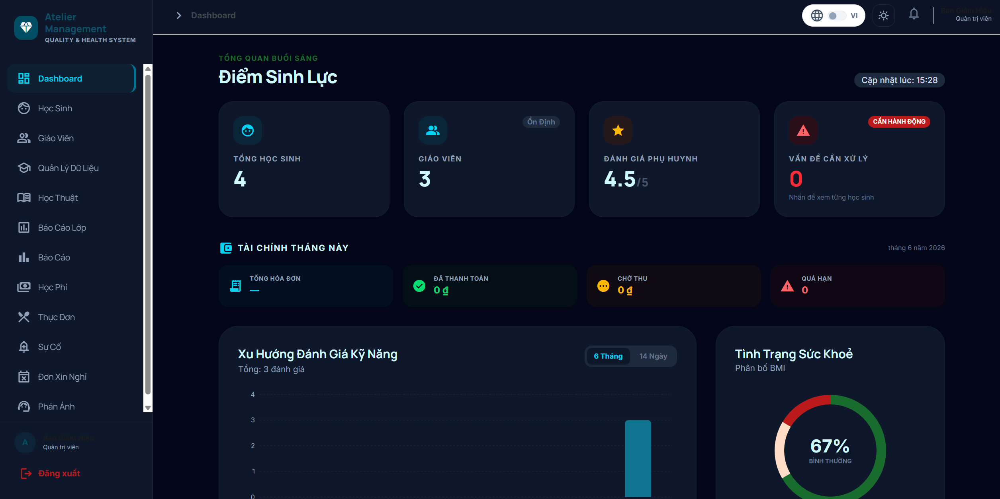 Atelier
Management
QUALITY & HEALTH SYSTEM
Dashboard
Học Sinh
Giáo Viên
Quản Lý Dữ Liệu
Học Thuật
Báo Cáo Lớp
Báo Cáo
Học Phí
Thực Đơn
Sự Cố
Đơn Xin Nghỉ
Phản Ánh
A
Ban Giám Hiệu
Quản trị viên
Đăng xuất
Dashboard
VI
Ban Giám Hiệu
Quản trị viên
TỔNG QUAN BUỔI SÁNG
Điểm Sinh Lực
Cập nhật lúc: 15:28
TỔNG HỌC SINH
4
Ổn Định
GIÁO VIÊN
3
ĐÁNH GIÁ PHỤ HUYNH
4.5/5
CẦN HÀNH ĐỘNG
VẤN ĐỀ CẦN XỬ LÝ
0
Nhấn để xem từng học sinh
TÀI CHÍNH THÁNG NÀY
tháng 6 năm 2026
TỔNG HÓA ĐƠN
—
ĐÃ THANH TOÁN
0 ₫
CHỜ THU
0 ₫
QUÁ HẠN
0
Xu Hướng Đánh Giá Kỹ Năng
Tổng: 3 đánh giá
6 Tháng
14 Ngày
4
3
2
1
0
Tình Trạng Sức Khoẻ
Phân bố BMI
67%
BÌNH THƯỜNG